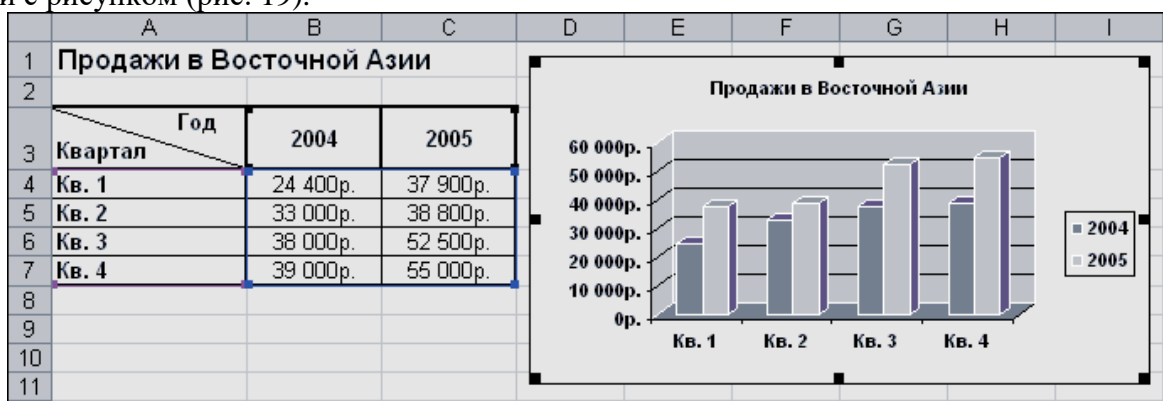 и с рисунком (рис. 19).
A B C D E F G H I
1 Продажи в Восточной Азии
2
3 Год Квартал 2004 2005
4 Кв. 1 24 400р. 37 900р.
5 Кв. 2 33 000р. 38 800р.
6 Кв. 3 38 000р. 52 500р.
7 Кв. 4 39 000р. 55 000р.
8
9
10
11
Продажи в Восточной Азии
60 000р.
50 000р.
40 000р.
30 000р.
20 000р.
10 000р.
0р.
Кв. 1 Кв. 2 Кв. 3 Кв. 4
2004
2005